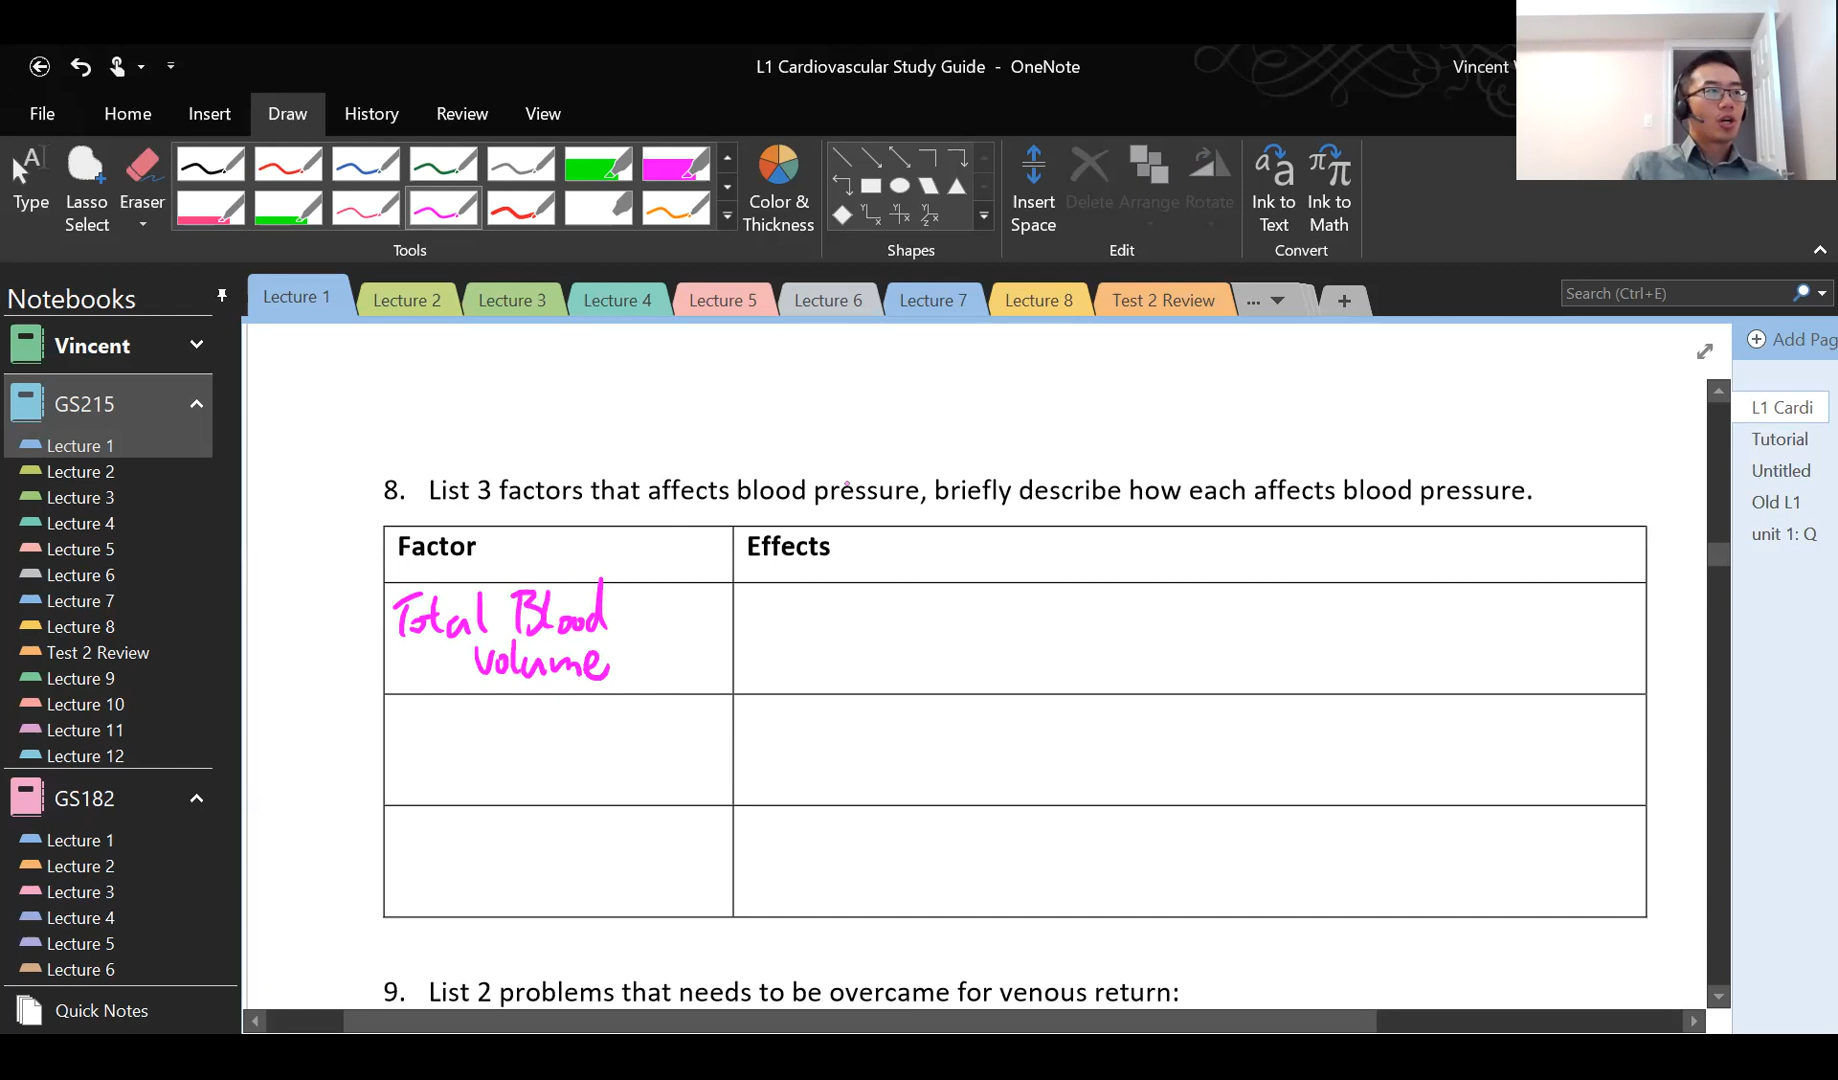 L1 Cardiovascular Study Guide - OneNote
Vincent
File Home Insert Draw History Review View
Type
Lasso Select
Eraser
Color & Thickness
Insert Space
Delete
Arrange
Rotate
Ink to Text
Ink to Math
Tools
Shapes
Edit
Convert
Notebooks
Lecture 1 Lecture 2 Lecture 3 Lecture 4 Lecture 5 Lecture 6 Lecture 7 Lecture 8 Test 2 Review ...
Search (Ctrl+E)
Vincent
GS215
Lecture 1
Lecture 2
Lecture 3
Lecture 4
Lecture 5
Lecture 6
Lecture 7
Lecture 8
Test 2 Review
Lecture 9
Lecture 10
Lecture 11
Lecture 12
GS182
Lecture 1
Lecture 2
Lecture 3
Lecture 4
Lecture 5
Lecture 6
Quick Notes
8. List 3 factors that affects blood pressure, briefly describe how each affects blood pressure.
Factor Effects
Total Blood
volume
9. List 2 problems that needs to be overcame for venous return:
Add Pag
L1 Cardi
Tutorial
Untitled
Old L1
unit 1: Q